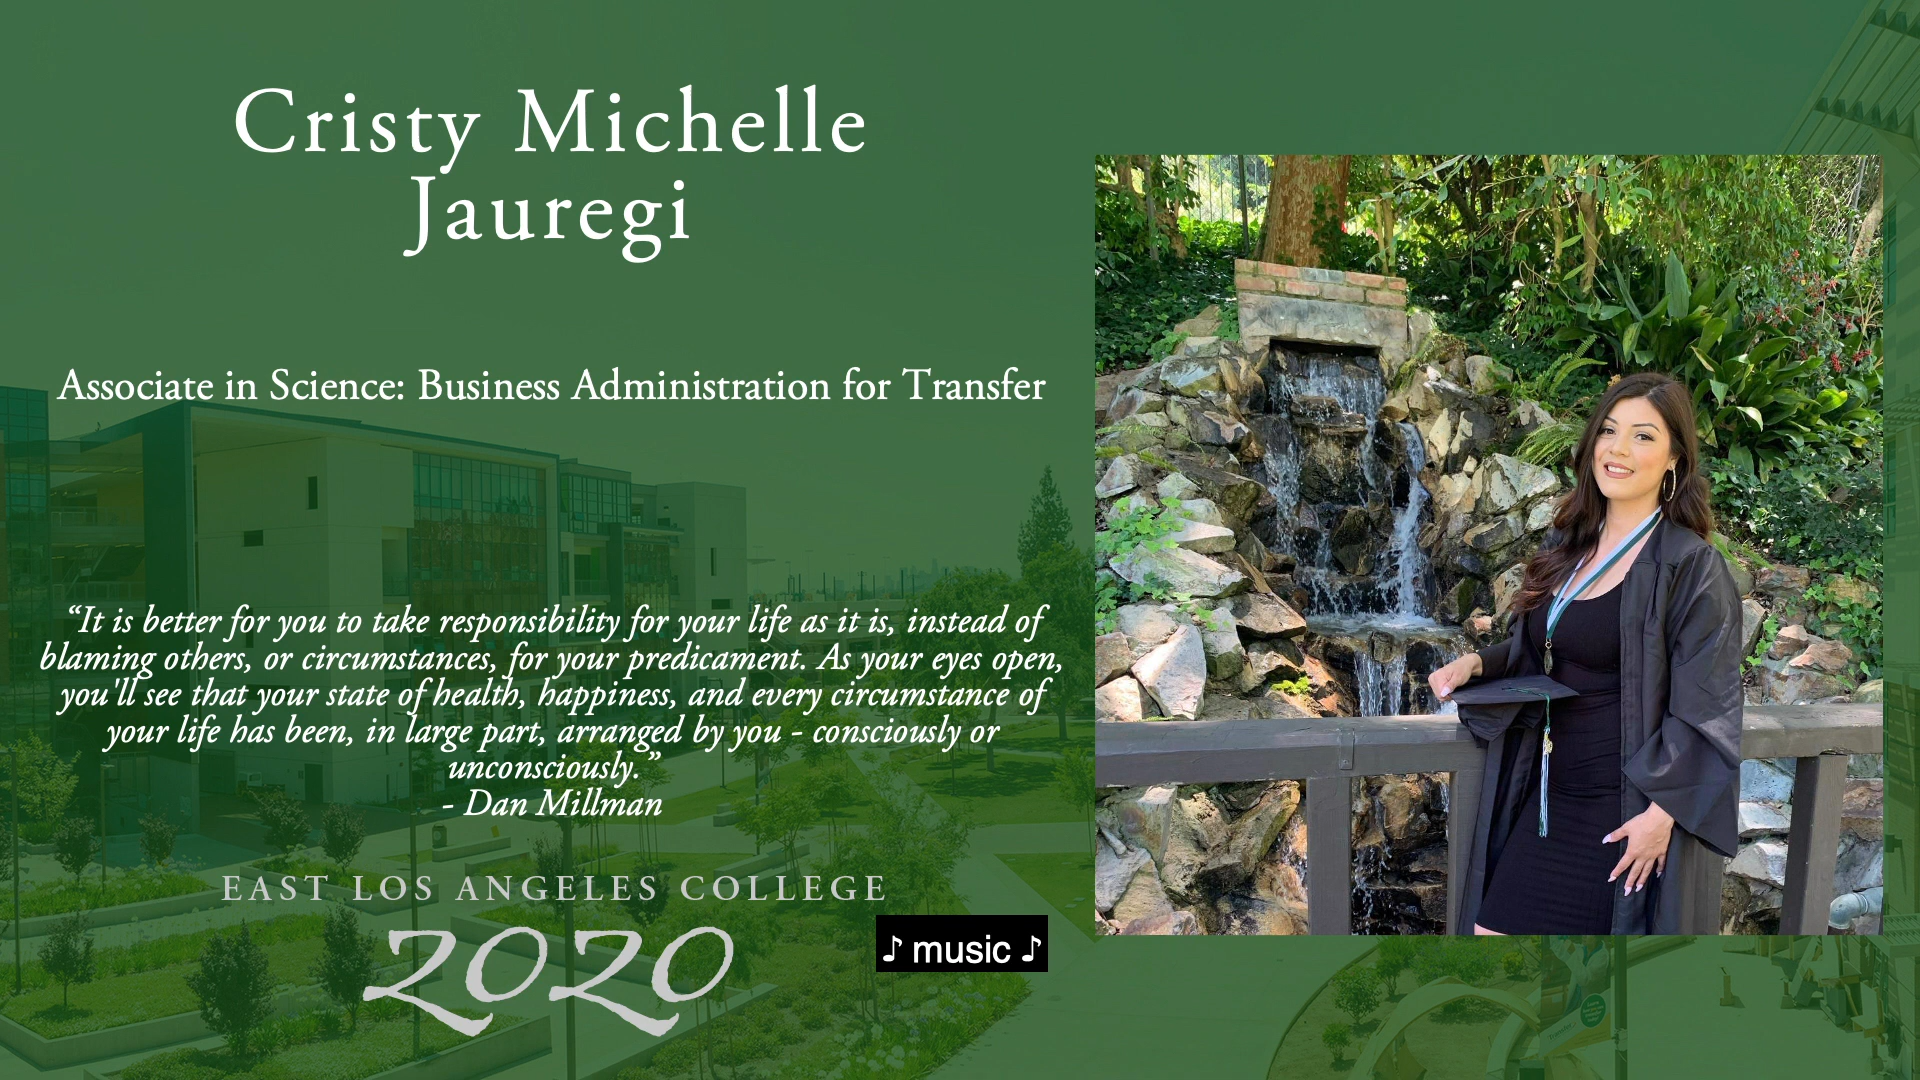 Cristy Michelle
Jauregi
Associate in Science: Business Administration for Transfer
“It is better for you to take responsibility for your life as it is, instead of
blaming others, or circumstances, for your predicament. As your eyes open,
you'll see that your state of health, happiness, and every circumstance of
your life has been, in large part, arranged by you - consciously or
unconsciously.”
- Dan Millman
EAST LOS ANGELES COLLEGE
2020
♪ music ♪